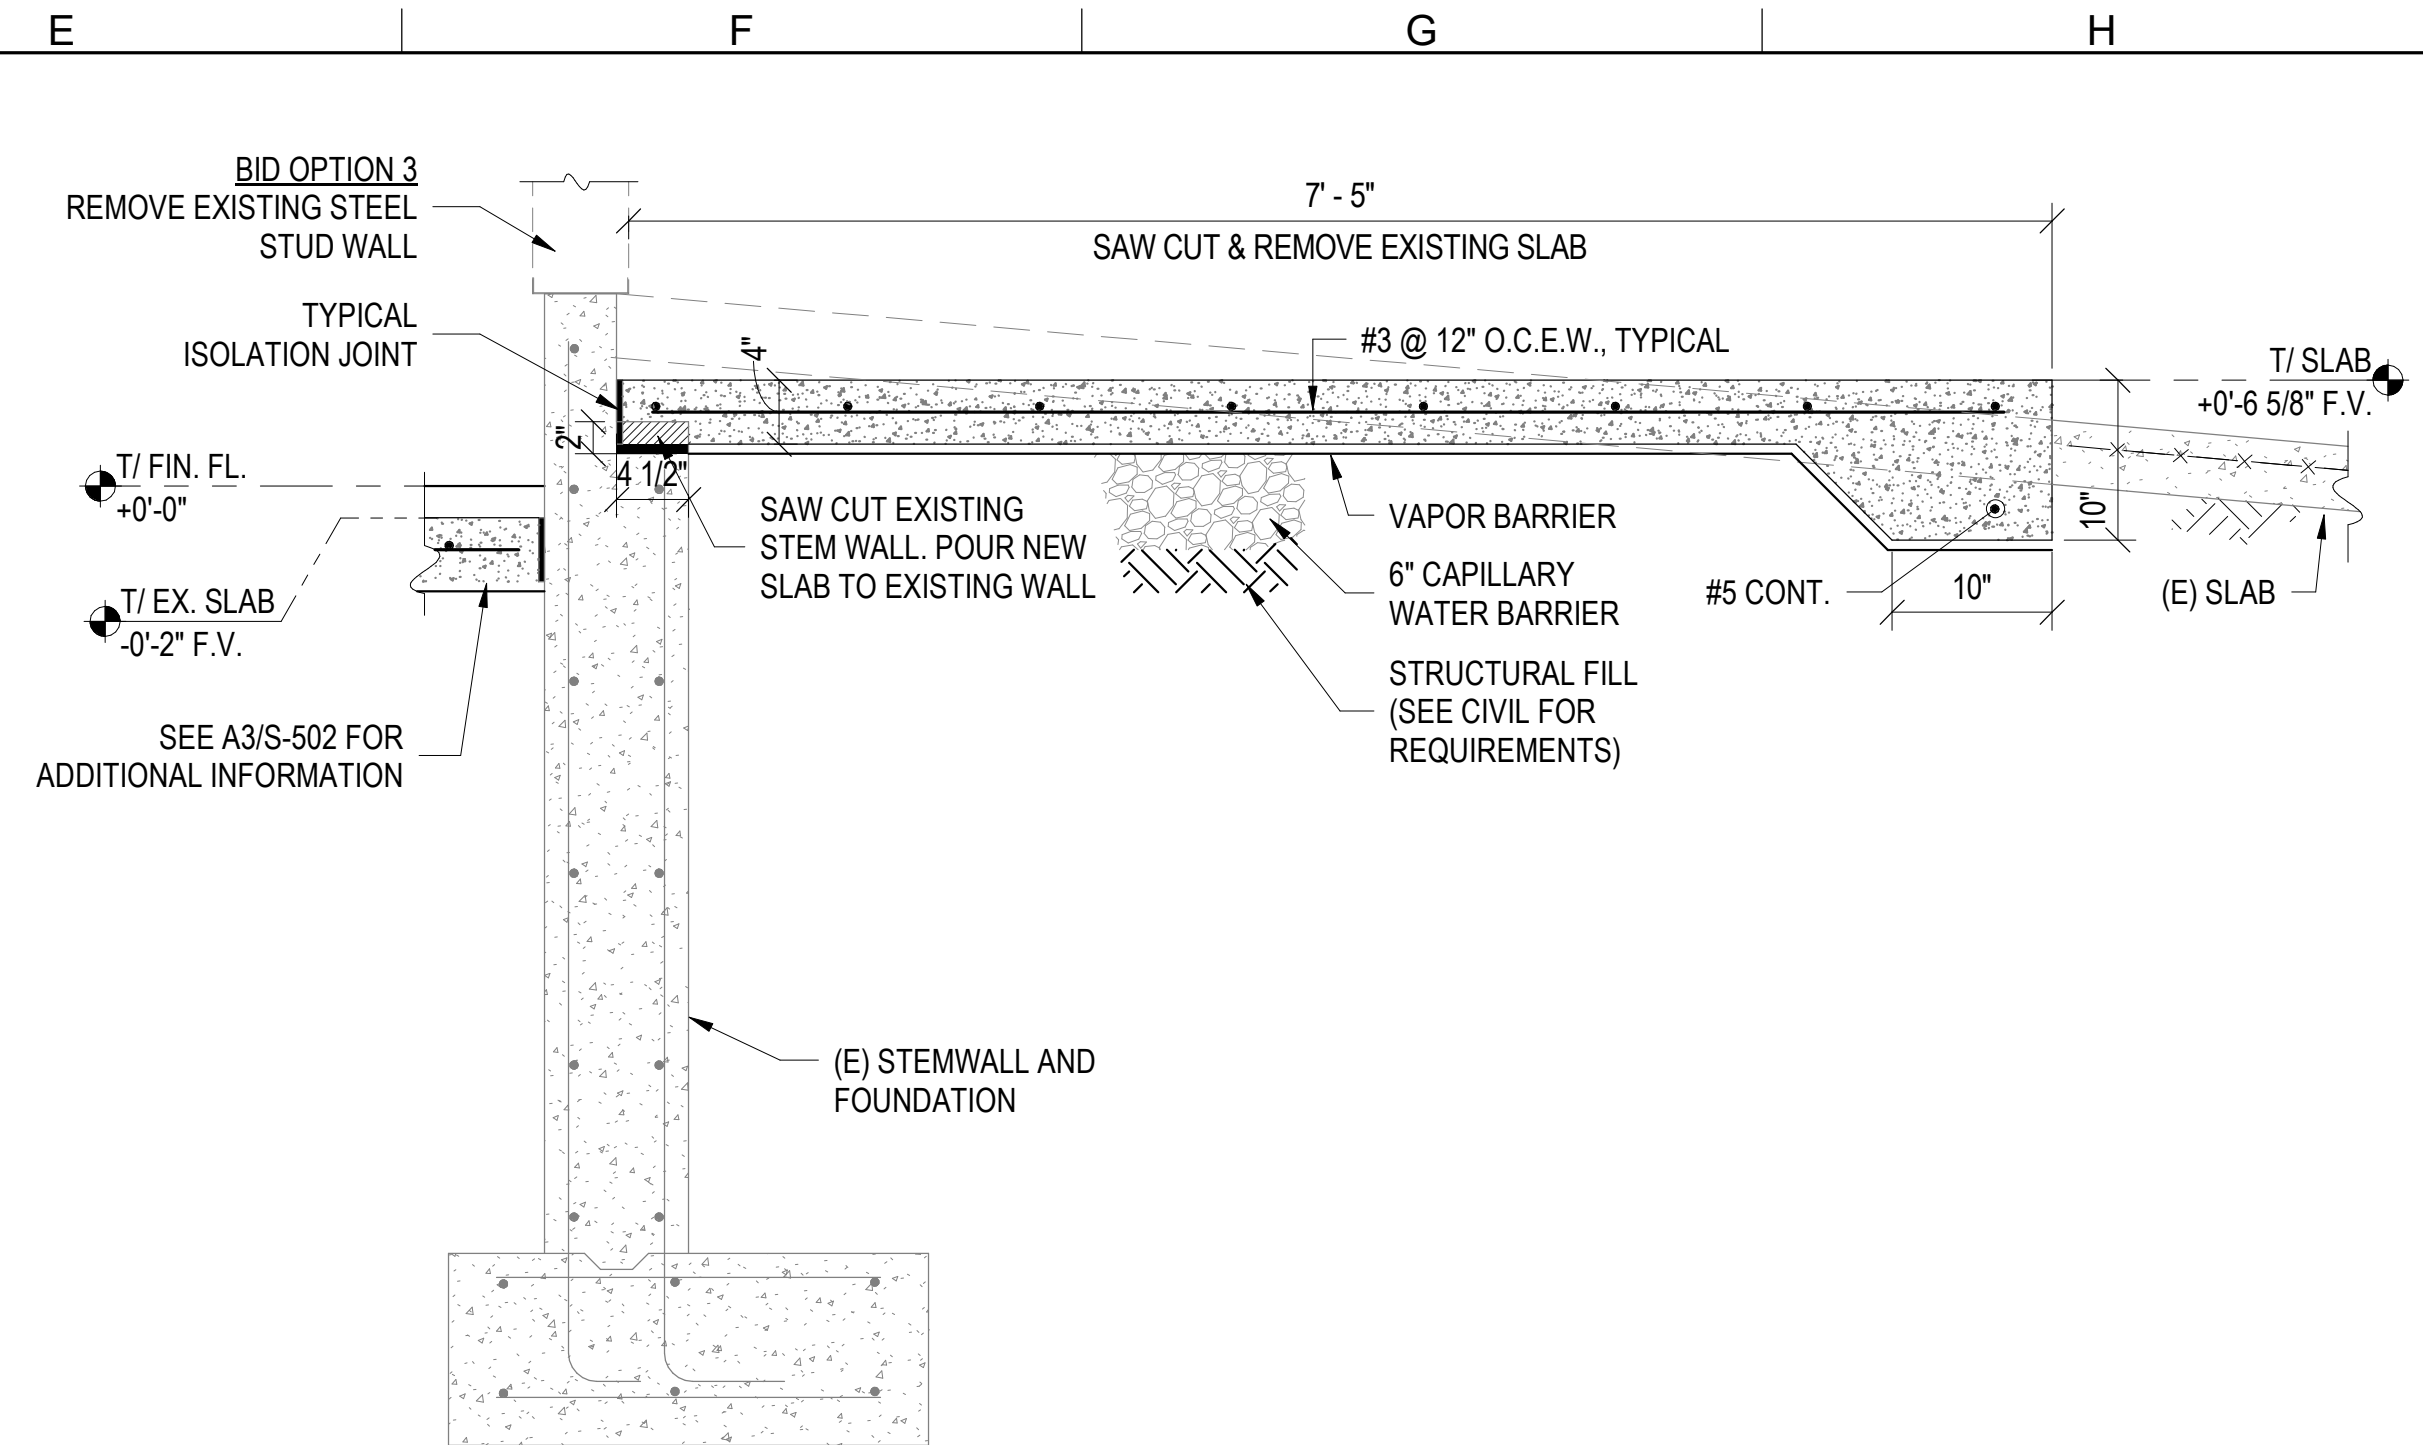 E
F
G
H
BID OPTION 3
REMOVE EXISTING STEEL
STUD WALL
7' - 5"
SAW CUT & REMOVE EXISTING SLAB
TYPICAL
ISOLATION JOINT
4"
#3 @ 12" O.C.E.W., TYPICAL
T/ SLAB
+0'-6 5/8" F.V.
2"
4 1/2"
T/ FIN. FL.
+0'-0"
T/ EX. SLAB
-0'-2" F.V.
SAW CUT EXISTING
STEM WALL. POUR NEW
SLAB TO EXISTING WALL
VAPOR BARRIER
6" CAPILLARY
WATER BARRIER
STRUCTURAL FILL
(SEE CIVIL FOR
REQUIREMENTS)
#5 CONT.
10"
10"
(E) SLAB
SEE A3/S-502 FOR
ADDITIONAL INFORMATION
(E) STEMWALL AND
FOUNDATION